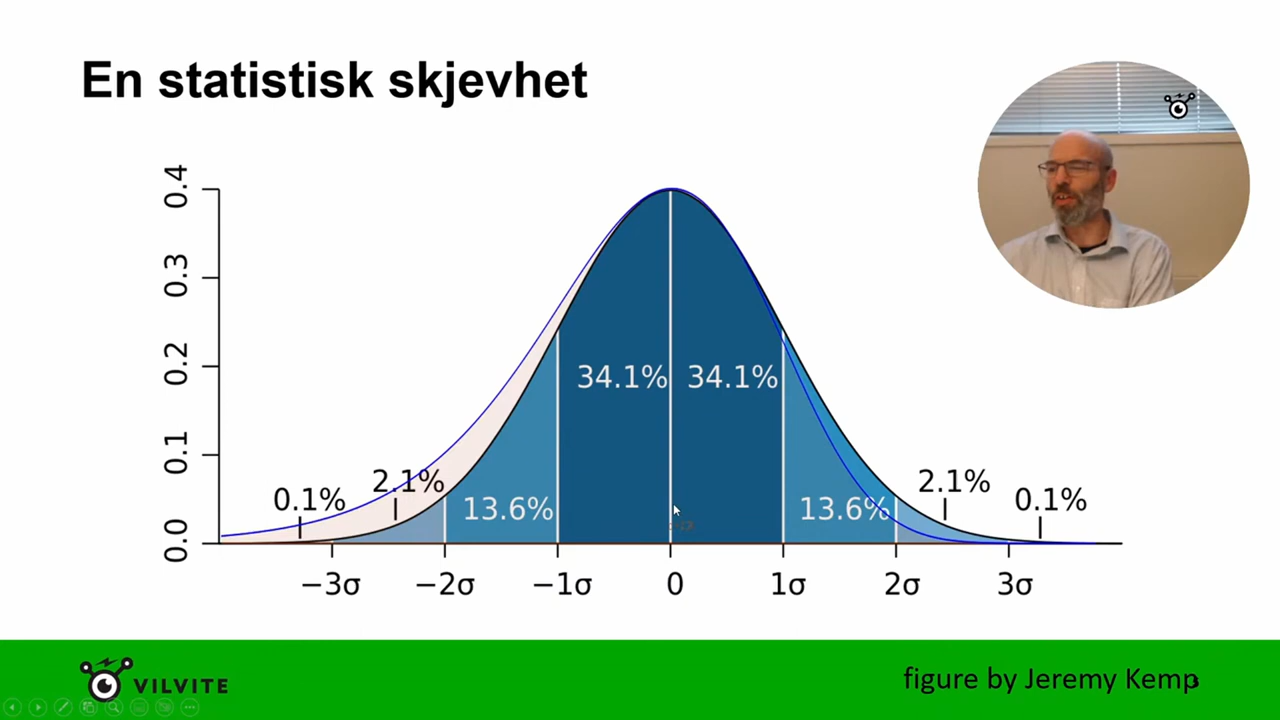 En statistisk skjevhet
0.4
0.3
0.2
0.1
0.0
34.1% 34.1%
0.1% 2.1% 13.6% 13.6% 2.1% 0.1%
−3σ −2σ −1σ 0 1σ 2σ 3σ
VILVITE
figure by Jeremy Kemp